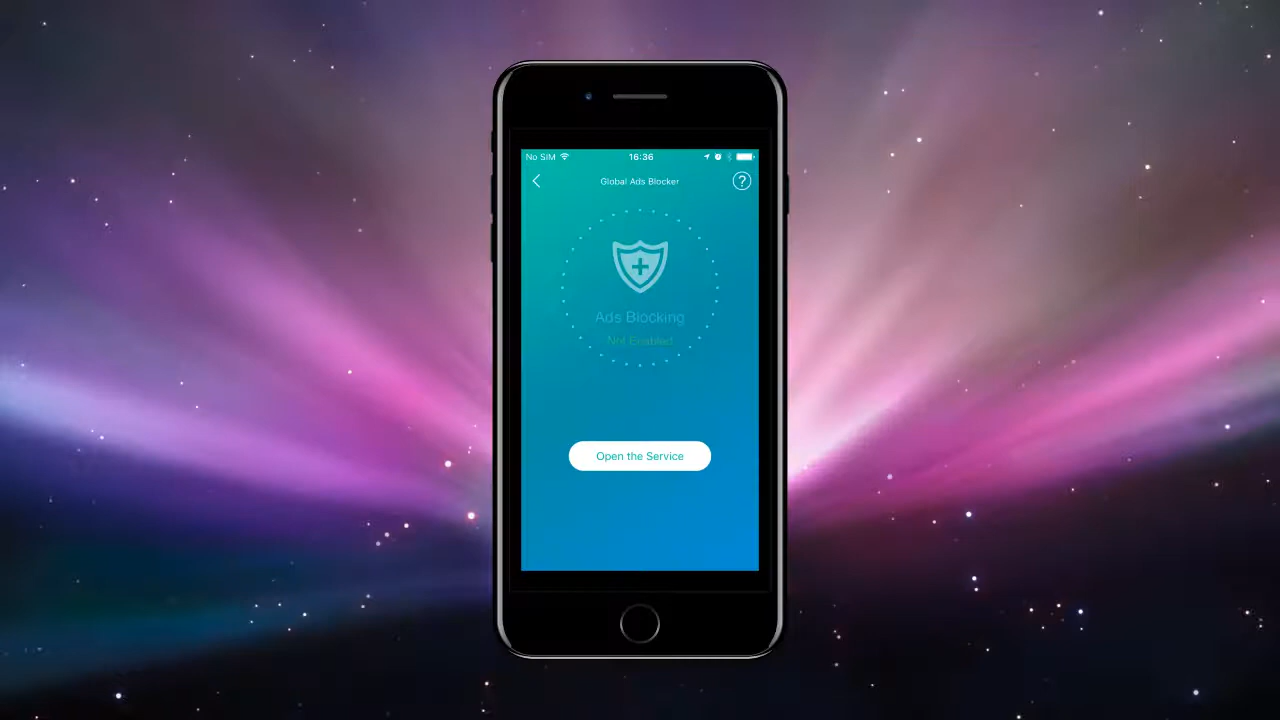 No SIM 16:36
Global Ads Blocker ?
Ads Blocking
Not Enabled
Open the Service